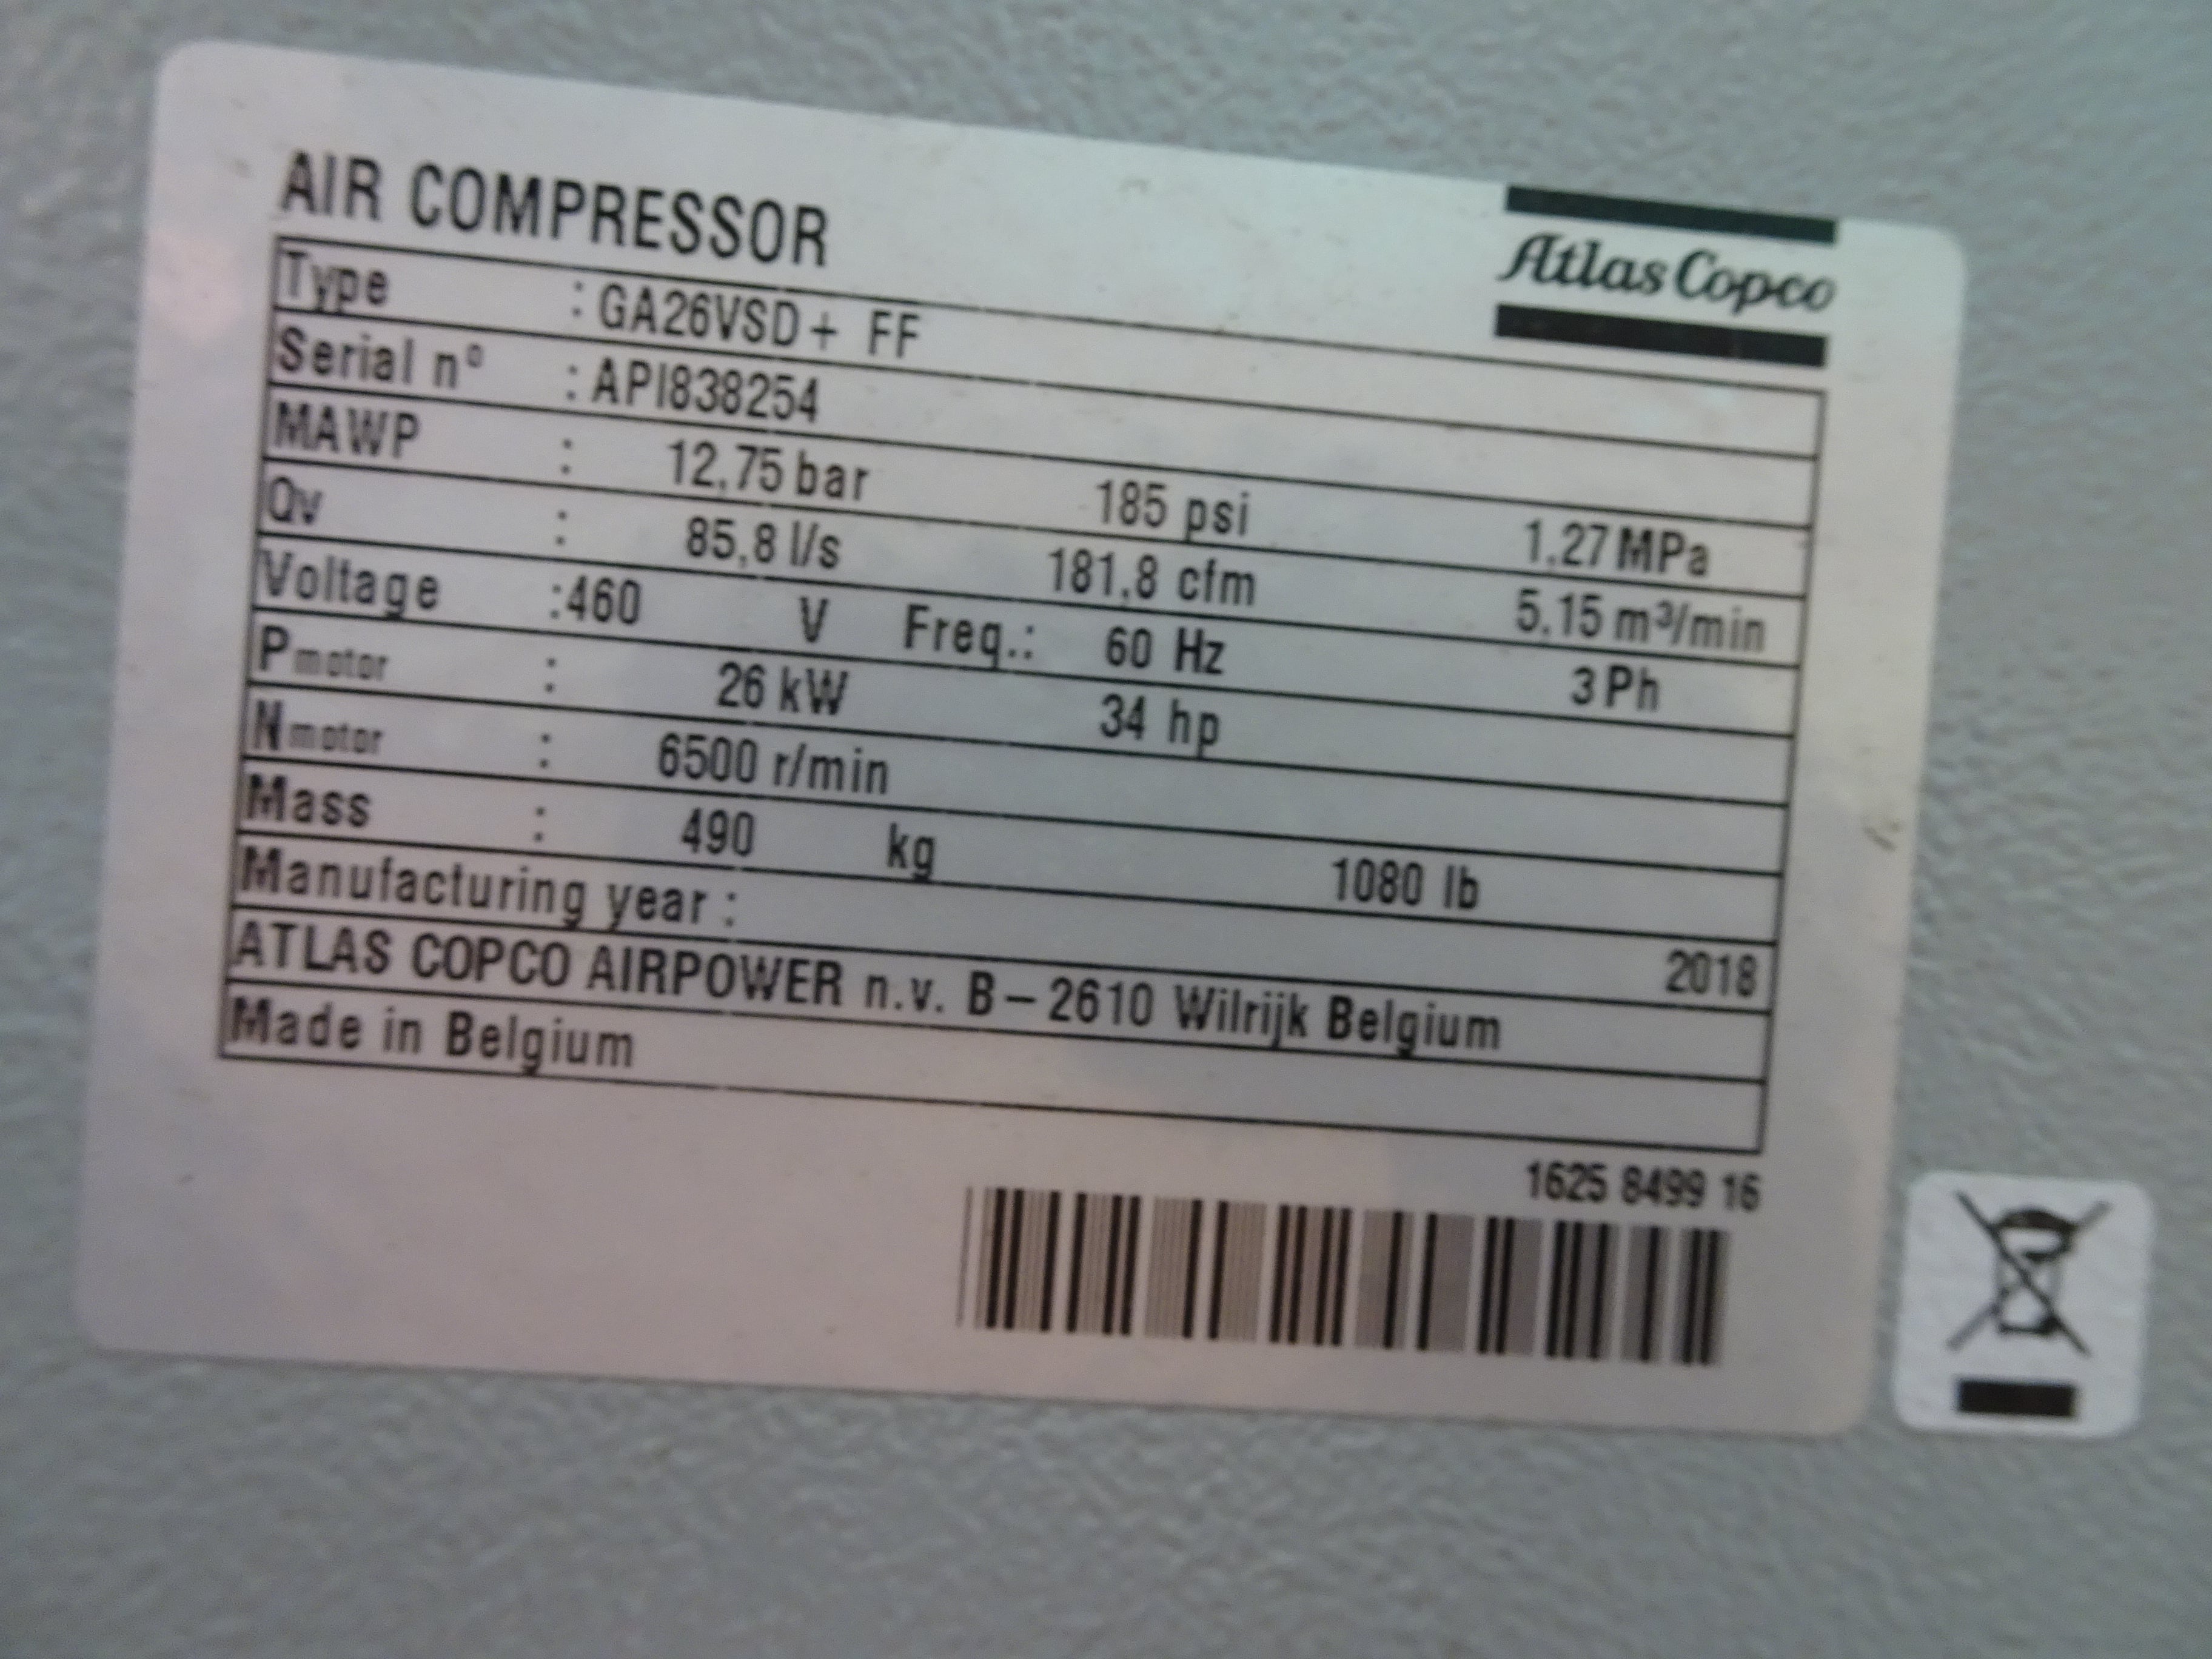 AIR COMPRESSOR
Atlas Copco
Type : GA26VSD+ FF
Serial nº : API838254
MAWP : 12,75 bar 185 psi 1.27 MPa
Qv : 85,8 l/s 181,8 cfm 5.15 m³/min
Voltage :460 V Freq.: 60 Hz 3 Ph
Pmotor : 26 kW 34 hp
Nmotor : 6500 r/min
Mass : 490 kg 1080 lb
Manufacturing year : 2018
ATLAS COPCO AIRPOWER n.v. B – 2610 Wilrijk Belgium
Made in Belgium
1625 8499 16